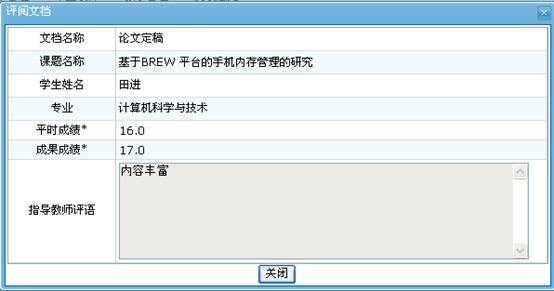 评阅文档
文档名称 论文定稿
课题名称 基于BREW 平台的手机内存管理的研究
学生姓名 田进
专业 计算机科学与技术
平时成绩* 16.0
成果成绩* 17.0
指导教师评语 内容丰富
关闭